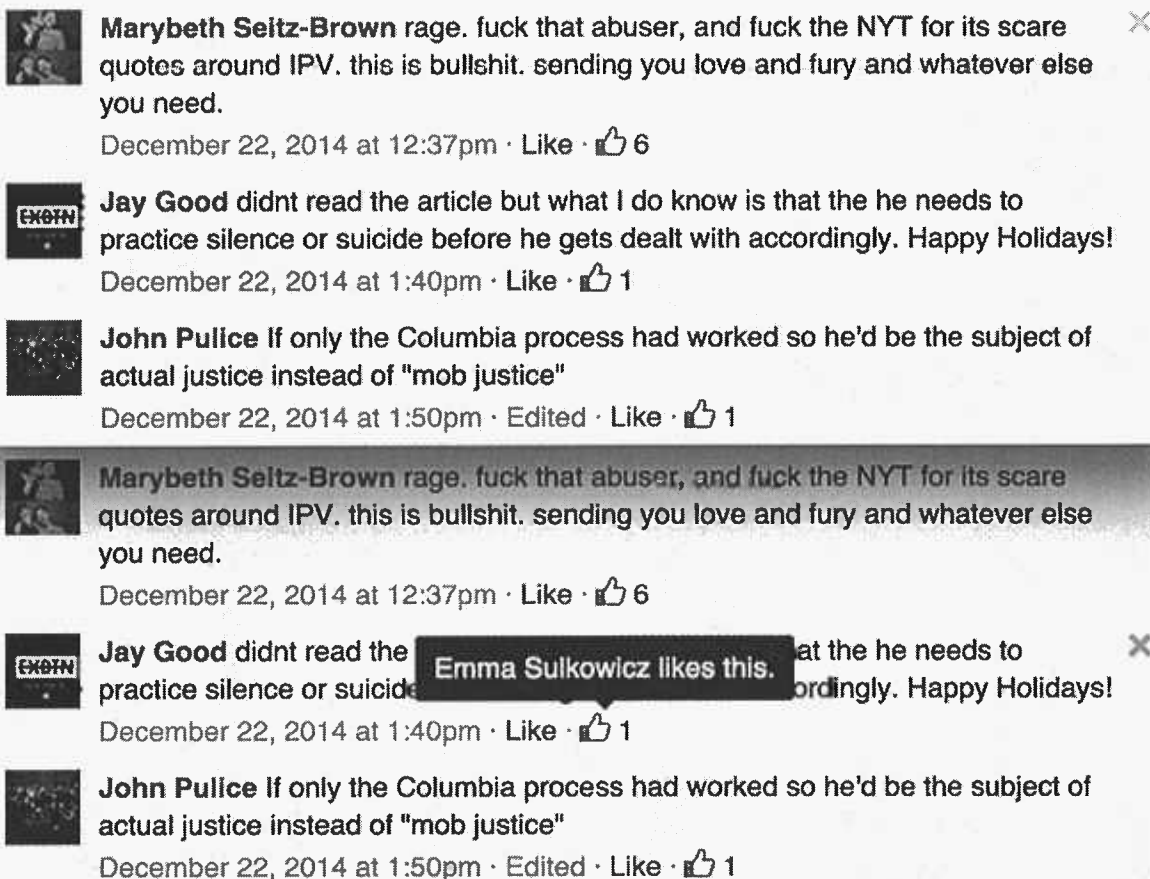 Marybeth Seitz-Brown rage. fuck that abuser, and fuck the NYT for its scare
quotes around IPV. this is bullshit. sending you love and fury and whatever else
you need.
December 22, 2014 at 12:37pm · Like · 6
Jay Good didnt read the article but what I do know is that the he needs to
practice silence or suicide before he gets dealt with accordingly. Happy Holidays!
December 22, 2014 at 1:40pm · Like · 1
John Pulice If only the Columbia process had worked so he'd be the subject of
actual justice instead of "mob justice"
December 22, 2014 at 1:50pm · Edited · Like · 1
Marybeth Seitz-Brown rage. fuck that abuser, and fuck the NYT for its scare
quotes around IPV. this is bullshit. sending you love and fury and whatever else
you need.
December 22, 2014 at 12:37pm · Like · 6
Jay Good didnt read the at the he needs to
Emma Sulkowicz likes this.
practice silence or suicide ordingly. Happy Holidays!
December 22, 2014 at 1:40pm · Like · 1
John Pulice If only the Columbia process had worked so he'd be the subject of
actual justice instead of "mob justice"
December 22, 2014 at 1:50pm · Edited · Like · 1